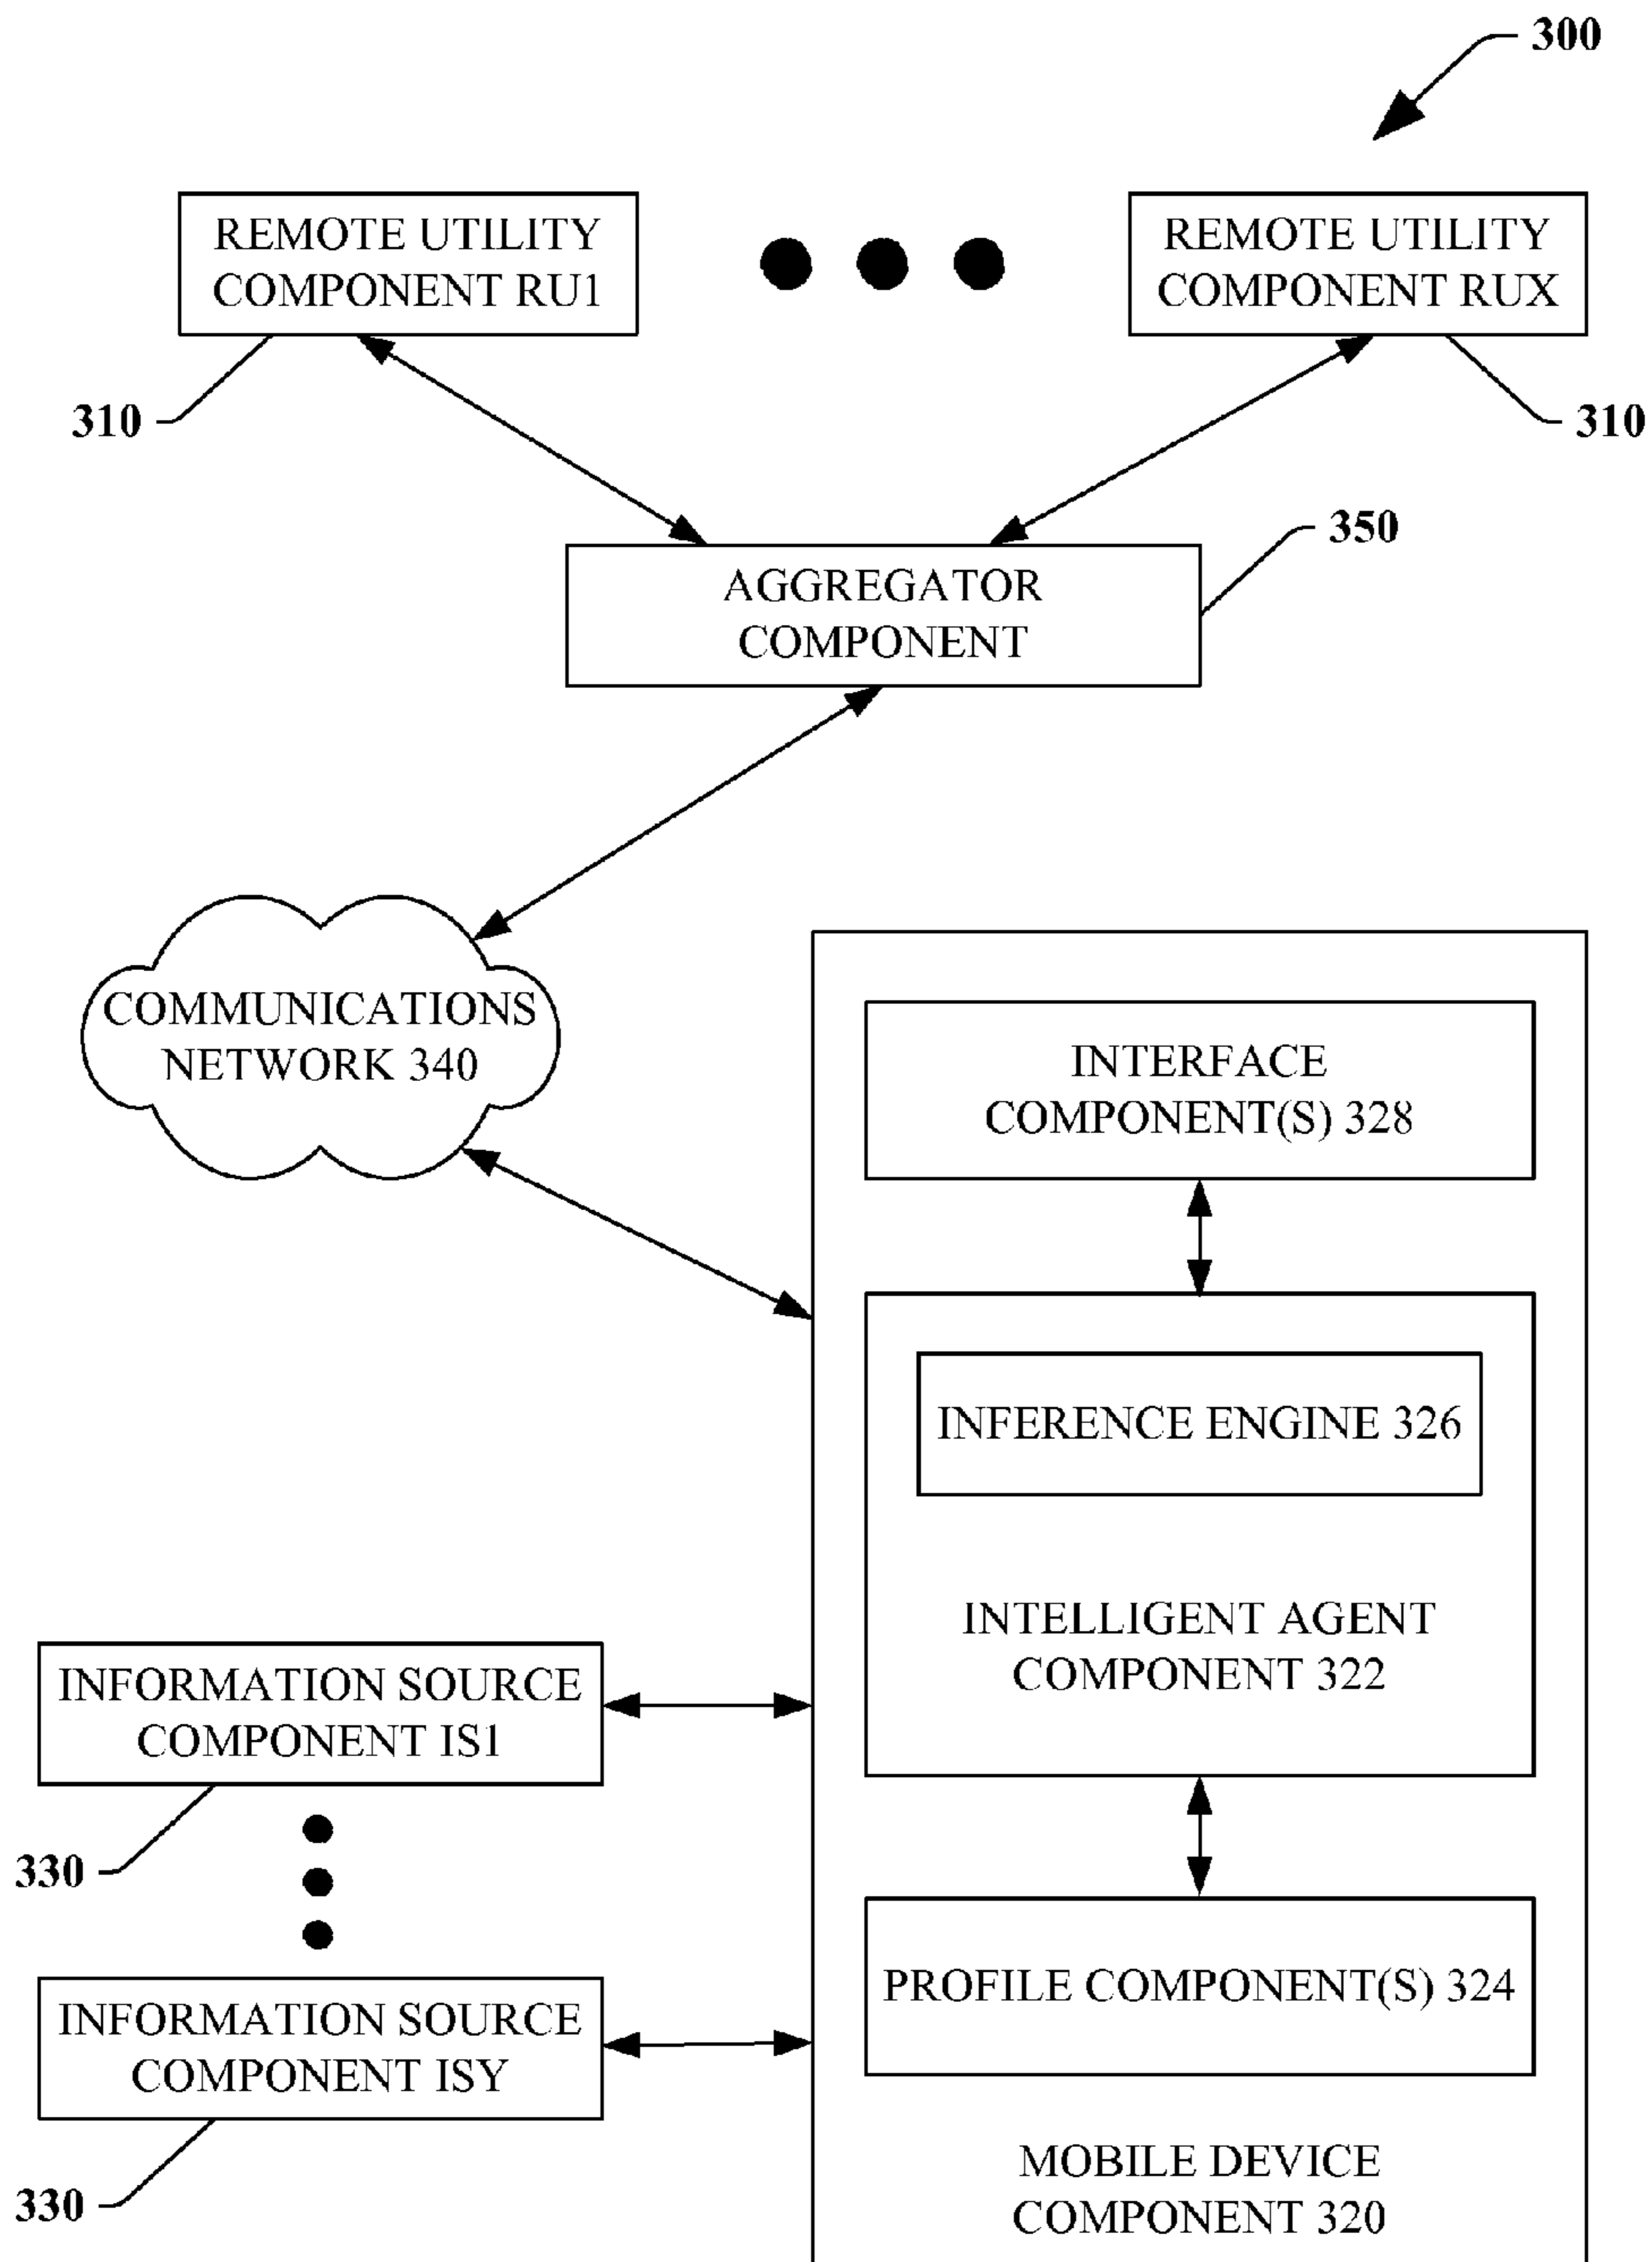 300
REMOTE UTILITY
COMPONENT RU1
REMOTE UTILITY
COMPONENT RUX
310
310
350
AGGREGATOR
COMPONENT
COMMUNICATIONS
NETWORK 340
INTERFACE
COMPONENT(S) 328
INFERENCE ENGINE 326
INTELLIGENT AGENT
COMPONENT 322
INFORMATION SOURCE
COMPONENT IS1
330
PROFILE COMPONENT(S) 324
INFORMATION SOURCE
COMPONENT ISY
330
MOBILE DEVICE
COMPONENT 320